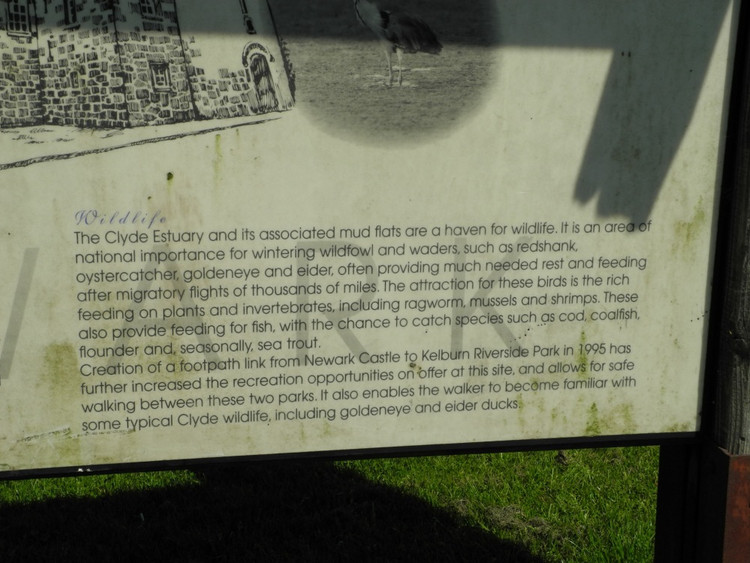 Wildlife
The Clyde Estuary and its associated mud flats are a haven for wildlife. It is an area of
national importance for wintering wildfowl and waders, such as redshank,
oystercatcher, goldeneye and eider, often providing much needed rest and feeding
after migratory flights of thousands of miles. The attraction for these birds is the rich
feeding on plants and invertebrates, including ragworm, mussels and shrimps. These
also provide feeding for fish, with the chance to catch species such as cod, coalfish,
flounder and, seasonally, sea trout.
Creation of a footpath link from Newark Castle to Kelburn Riverside Park in 1995 has
further increased the recreation opportunities on offer at this site, and allows for safe
walking between these two parks. It also enables the walker to become familiar with
some typical Clyde wildlife, including goldeneye and eider ducks.